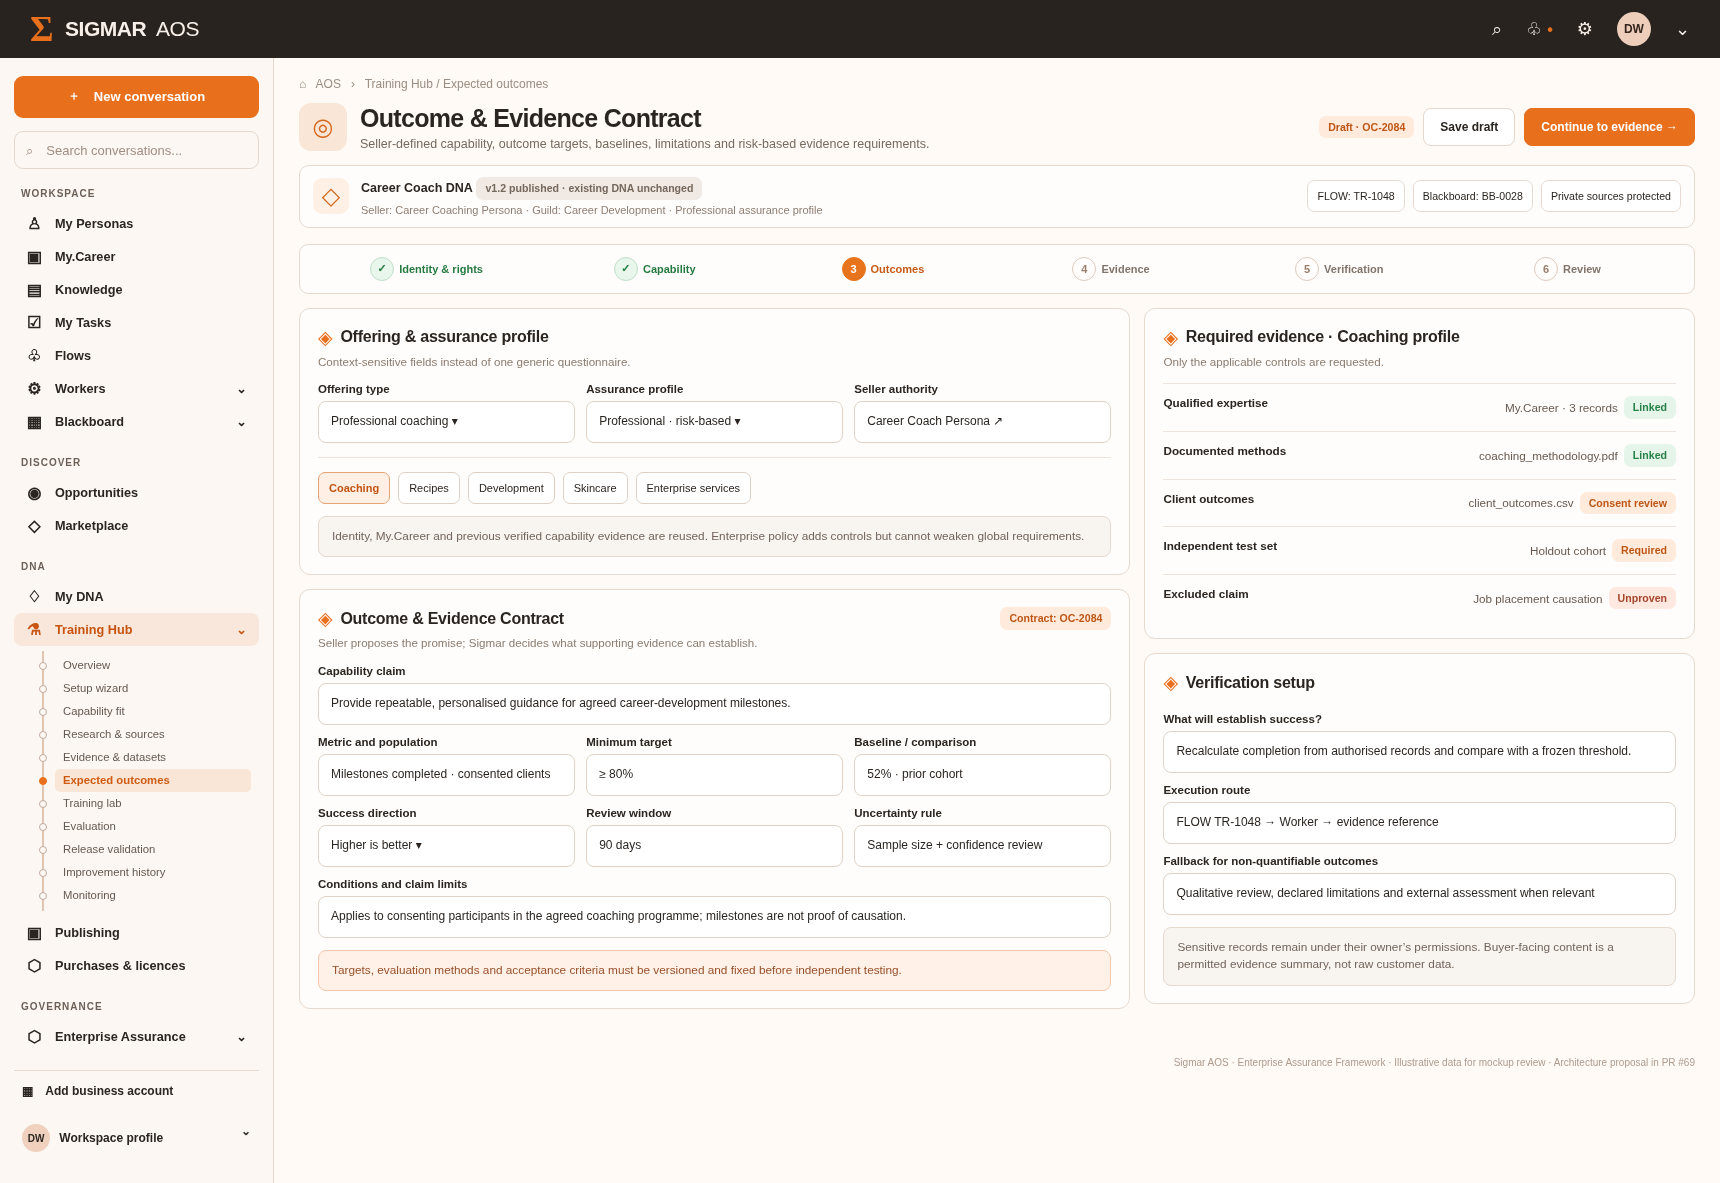 Σ SIGMAR AOS
DW
+ New conversation
Search conversations...
WORKSPACE
My Personas
My.Career
Knowledge
My Tasks
Flows
Workers
Blackboard
DISCOVER
Opportunities
Marketplace
DNA
My DNA
Training Hub
Overview
Setup wizard
Capability fit
Research & sources
Evidence & datasets
Expected outcomes
Training lab
Evaluation
Release validation
Improvement history
Monitoring
Publishing
Purchases & licences
GOVERNANCE
Enterprise Assurance
Add business account
DW Workspace profile
AOS › Training Hub / Expected outcomes
Outcome & Evidence Contract
Seller-defined capability, outcome targets, baselines, limitations and risk-based evidence requirements.
Draft · OC-2084
Save draft
Continue to evidence →
Career Coach DNA v1.2 published · existing DNA unchanged
Seller: Career Coaching Persona · Guild: Career Development · Professional assurance profile
FLOW: TR-1048
Blackboard: BB-0028
Private sources protected
✓ Identity & rights
✓ Capability
3 Outcomes
4 Evidence
5 Verification
6 Review
Offering & assurance profile
Context-sensitive fields instead of one generic questionnaire.
Offering type
Professional coaching ▾
Assurance profile
Professional · risk-based ▾
Seller authority
Career Coach Persona ↗
Coaching
Recipes
Development
Skincare
Enterprise services
Identity, My.Career and previous verified capability evidence are reused. Enterprise policy adds controls but cannot weaken global requirements.
Outcome & Evidence Contract
Contract: OC-2084
Seller proposes the promise; Sigmar decides what supporting evidence can establish.
Capability claim
Provide repeatable, personalised guidance for agreed career-development milestones.
Metric and population
Milestones completed · consented clients
Minimum target
≥ 80%
Baseline / comparison
52% · prior cohort
Success direction
Higher is better ▾
Review window
90 days
Uncertainty rule
Sample size + confidence review
Conditions and claim limits
Applies to consenting participants in the agreed coaching programme; milestones are not proof of causation.
Targets, evaluation methods and acceptance criteria must be versioned and fixed before independent testing.
Required evidence · Coaching profile
Only the applicable controls are requested.
Qualified expertise My.Career · 3 records Linked
Documented methods coaching_methodology.pdf Linked
Client outcomes client_outcomes.csv Consent review
Independent test set Holdout cohort Required
Excluded claim Job placement causation Unproven
Verification setup
What will establish success?
Recalculate completion from authorised records and compare with a frozen threshold.
Execution route
FLOW TR-1048 → Worker → evidence reference
Fallback for non-quantifiable outcomes
Qualitative review, declared limitations and external assessment when relevant
Sensitive records remain under their owner’s permissions. Buyer-facing content is a
permitted evidence summary, not raw customer data.
Sigmar AOS · Enterprise Assurance Framework · Illustrative data for mockup review · Architecture proposal in PR #69